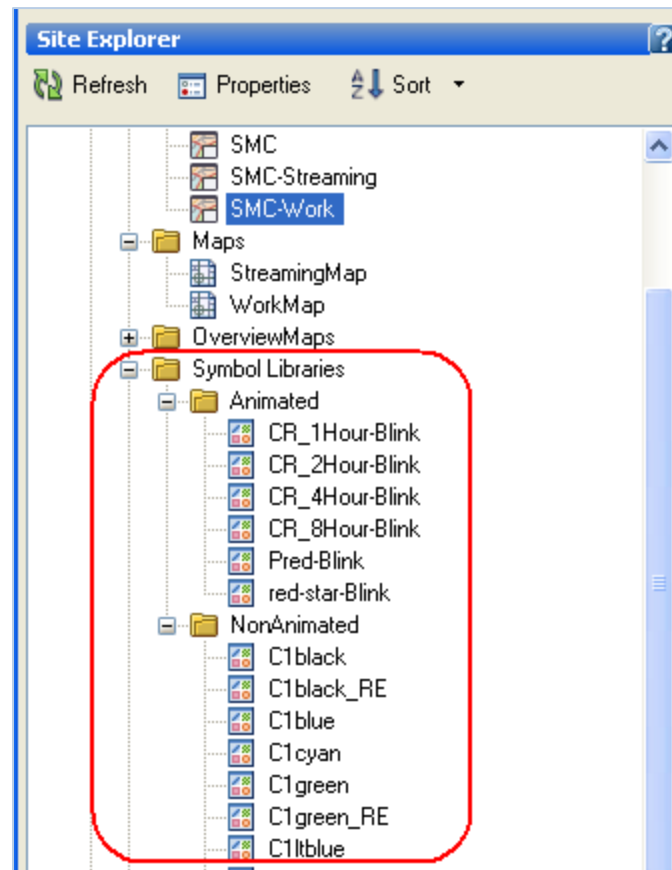 Site Explorer ?
Refresh Properties A Z Sort
SMC
SMC-Streaming
SMC-Work
Maps
StreamingMap
WorkMap
OverviewMaps
Symbol Libraries
Animated
CR_1Hour-Blink
CR_2Hour-Blink
CR_4Hour-Blink
CR_8Hour-Blink
Pred-Blink
red-star-Blink
NonAnimated
C1black
C1black_RE
C1blue
C1cyan
C1green
C1green_RE
C1ltblue